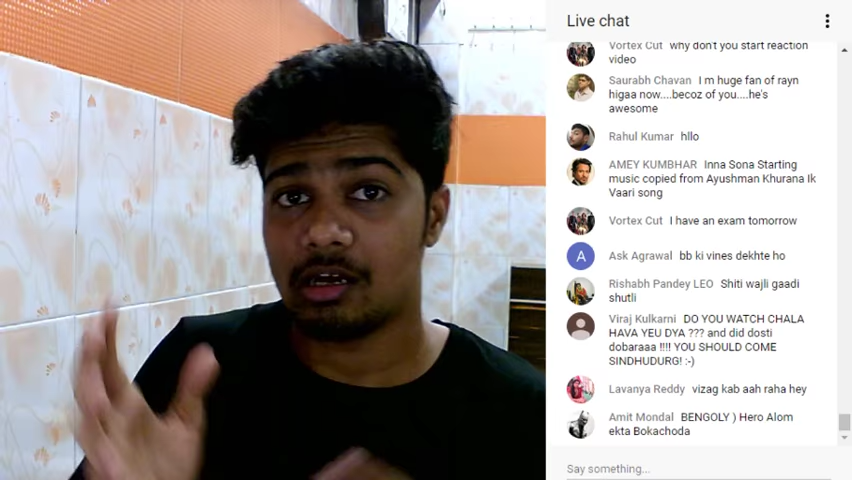 Live chat
Vortex Cut why don't you start reaction
video
Saurabh Chavan I m huge fan of rayn
higaa now....becoz of you....he's
awesome
Rahul Kumar hllo
AMEY KUMBHAR Inna Sona Starting
music copied from Ayushman Khurana Ik
Vaari song
Vortex Cut I have an exam tomorrow
A Ask Agrawal bb ki vines dekhte ho
Rishabh Pandey LEO Shiti wajli gaadi
shutli
Viraj Kulkarni DO YOU WATCH CHALA
HAVA YEU DYA ??? and did dosti
dobaraaa !!!! YOU SHOULD COME
SINDHUDURG! :-)
Lavanya Reddy vizag kab aah raha hey
Amit Mondal BENGOLY ) Hero Alom
ekta Bokachoda
Say something...